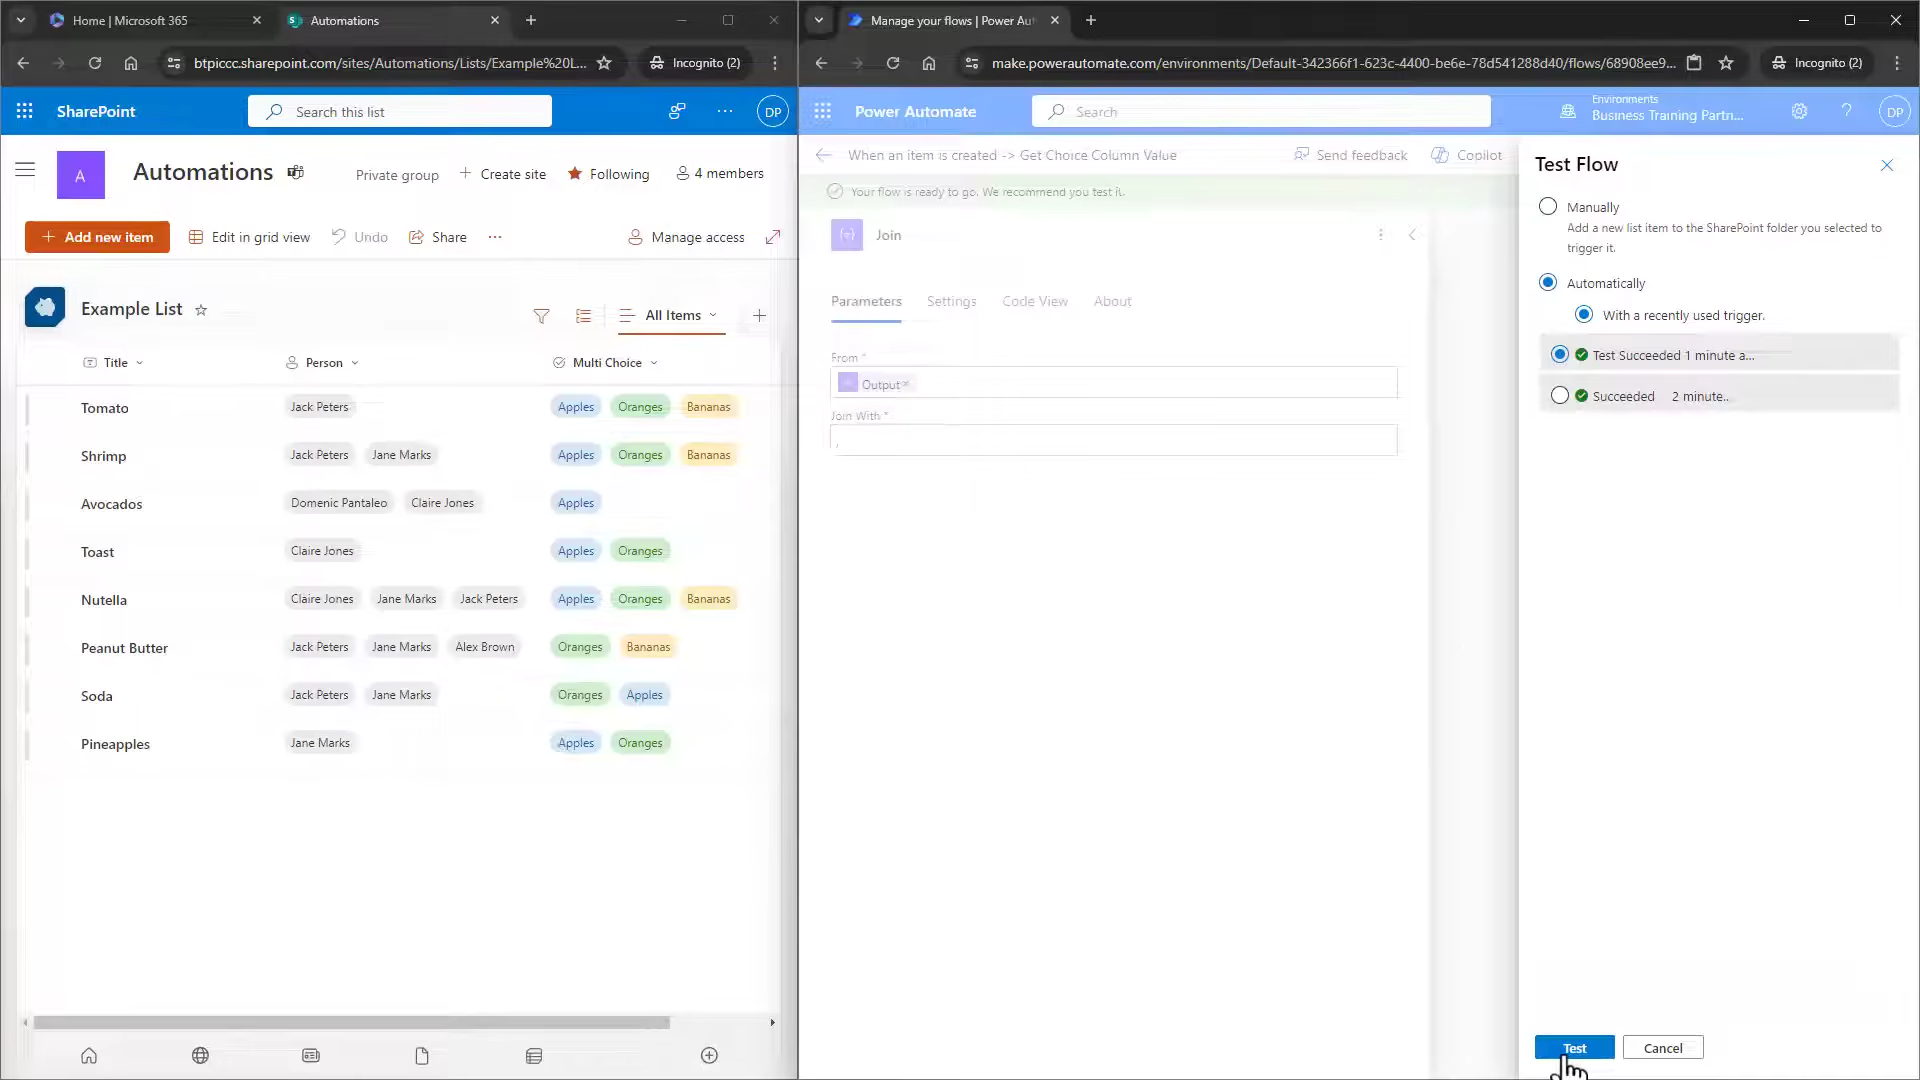 Home | Microsoft 365
Automations
Manage your flows | Power Aut
btpiccc.sharepoint.com/sites/Automations/Lists/Example%20L...
Incognito (2)
make.powerautomate.com/environments/Default-342366f1-623c-4400-be6e-78d541288d40/flows/68908ee9...
Incognito (2)
SharePoint
Search this list
DP
Power Automate
Search
Environments
Business Training Partn...
DP
A
Automations
Private group
Create site
Following
4 members
Add new item
Edit in grid view
Undo
Share
Manage access
Example List
All Items
Title
Person
Multi Choice
Tomato Jack Peters Apples Oranges Bananas
Shrimp Jack Peters Jane Marks Apples Oranges Bananas
Avocados Domenic Pantaleo Claire Jones Apples
Toast Claire Jones Apples Oranges
Nutella Claire Jones Jane Marks Jack Peters Apples Oranges Bananas
Peanut Butter Jack Peters Jane Marks Alex Brown Oranges Bananas
Soda Jack Peters Jane Marks Oranges Apples
Pineapples Jane Marks Apples Oranges
When an item is created -> Get Choice Column Value
Send feedback
Copilot
Your flow is ready to go. We recommend you test it.
Join
Parameters Settings Code View About
From *
Output ×
Join With *
,
Test Flow
Manually
Add a new list item to the SharePoint folder you selected to
trigger it.
Automatically
With a recently used trigger.
Test Succeeded 1 minute a...
Succeeded 2 minute..
Test
Cancel